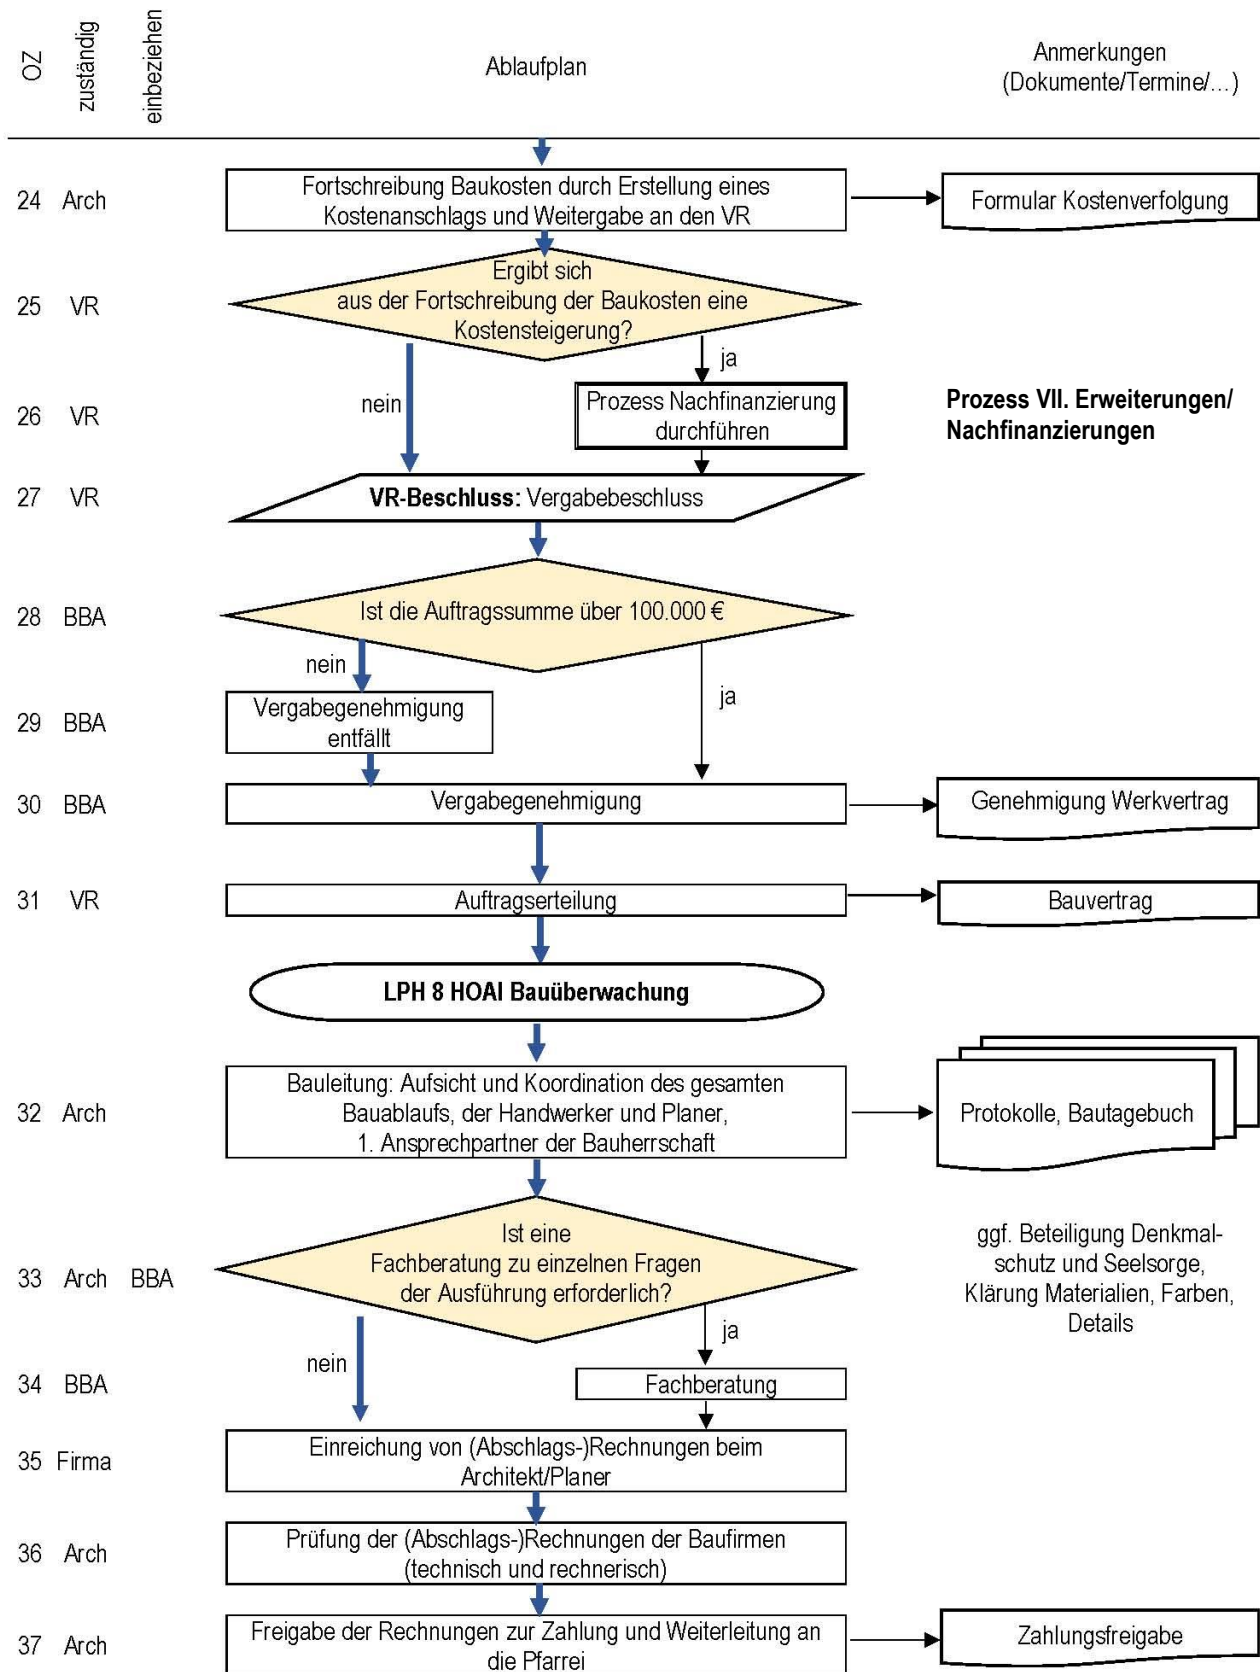 OZ
zuständig
einbeziehen
Ablaufplan
Anmerkungen
(Dokumente/Termine/…)
24 Arch
Fortschreibung Baukosten durch Erstellung eines
Kostenanschlags und Weitergabe an den VR
Formular Kostenverfolgung
25 VR
Ergibt sich
aus der Fortschreibung der Baukosten eine
Kostensteigerung?
nein
ja
26 VR
Prozess Nachfinanzierung
durchführen
Prozess VII. Erweiterungen/
Nachfinanzierungen
27 VR
VR-Beschluss: Vergabebeschluss
28 BBA
Ist die Auftragssumme über 100.000 €
nein
ja
29 BBA
Vergabegenehmigung
entfällt
30 BBA
Vergabegenehmigung
Genehmigung Werkvertrag
31 VR
Auftragserteilung
Bauvertrag
LPH 8 HOAI Bauüberwachung
32 Arch
Bauleitung: Aufsicht und Koordination des gesamten
Bauablaufs, der Handwerker und Planer,
1. Ansprechpartner der Bauherrschaft
Protokolle, Bautagebuch
33 Arch BBA
Ist eine
Fachberatung zu einzelnen Fragen
der Ausführung erforderlich?
ggf. Beteiligung Denkmal-
schutz und Seelsorge,
Klärung Materialien, Farben,
Details
nein
ja
34 BBA
Fachberatung
35 Firma
Einreichung von (Abschlags-)Rechnungen beim
Architekt/Planer
36 Arch
Prüfung der (Abschlags-)Rechnungen der Baufirmen
(technisch und rechnerisch)
37 Arch
Freigabe der Rechnungen zur Zahlung und Weiterleitung an
die Pfarrei
Zahlungsfreigabe